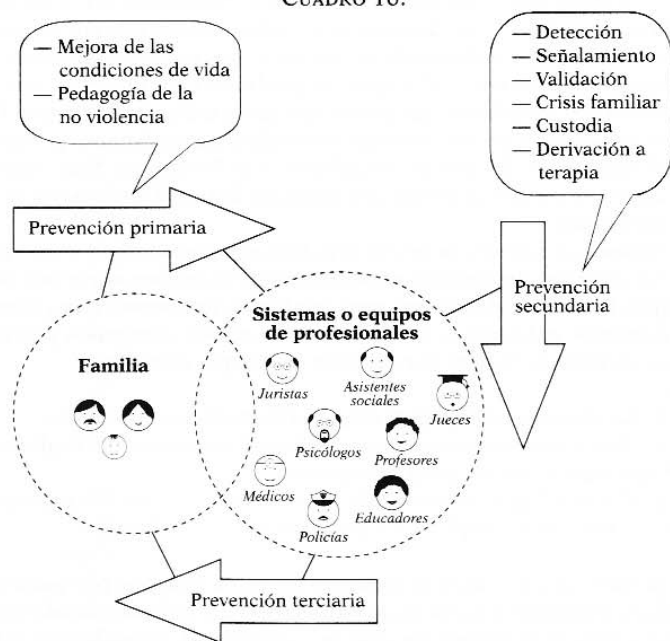 CUADRO 10.
— Mejora de las
condiciones de vida
— Pedagogía de la
no violencia
— Detección
— Señalamiento
— Validación
— Crisis familiar
— Custodia
— Derivación a
terapia
Prevención primaria
Prevención
secundaria
Familia
Sistemas o equipos
de profesionales
Juristas
Asistentes
sociales
Jueces
Psicólogos
Profesores
Médicos
Policías
Educadores
Prevención terciaria